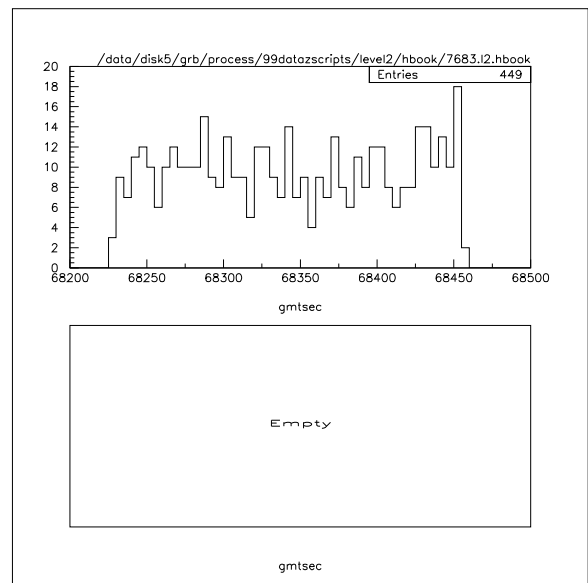 /data/disk5/grb/process/99datazscripts/level2/hbook/7683.l2.hbook
Entries 449
20
18
16
14
12
10
8
6
4
2
0
68200 68250 68300 68350 68400 68450 68500
gmtsec
Empty
gmtsec